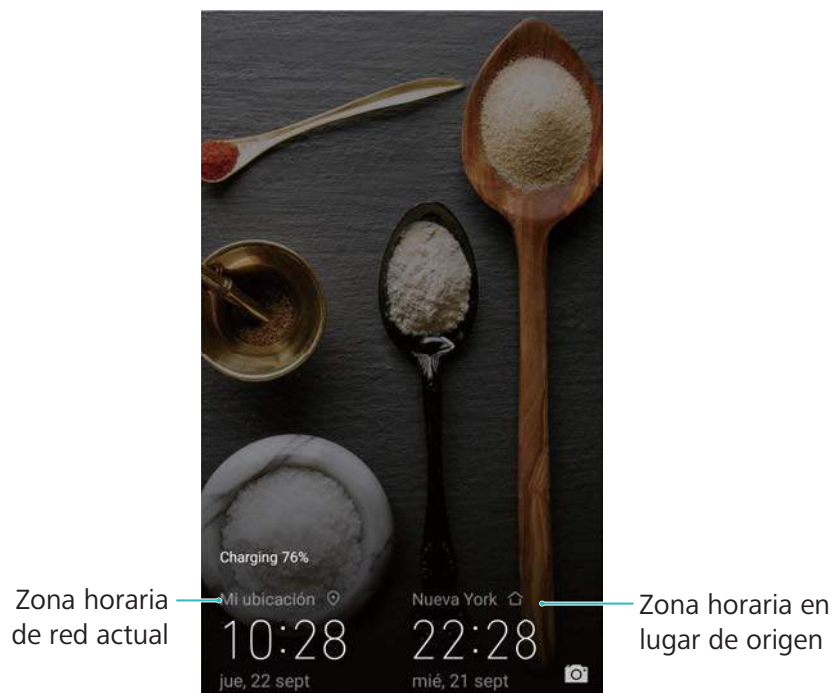 Charging 76%
Mi ubicación
Nueva York
10:28
22:28
jue, 22 sept
mié, 21 sept
Zona horaria
de red actual
Zona horaria en
lugar de origen